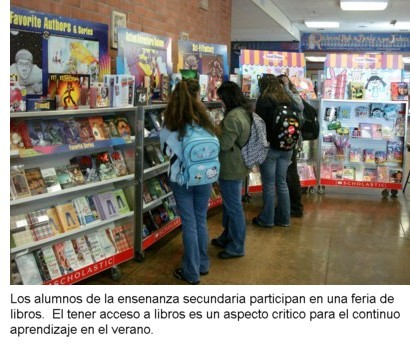 Favorite Authors & Series
SCHOLASTIC
SCHOLASTIC
SCHOLASTIC
Los alumnos de la ensenanza secundaria participan en una feria de
libros. El tener acceso a libros es un aspecto critico para el continuo
aprendizaje en el verano.